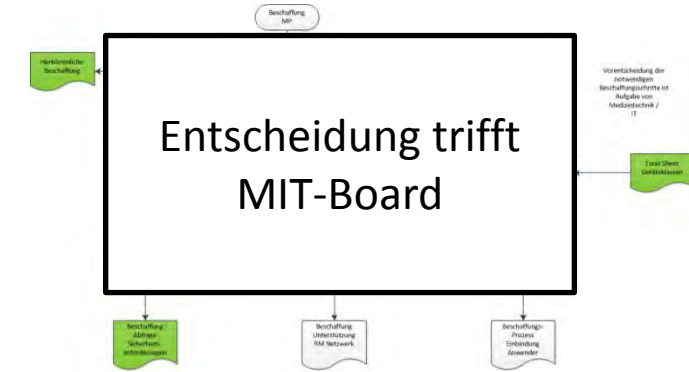 Beschaffung
MP
Herkömmliche
Beschaffung
Vorentscheidung der
notwendigen
Beschaffungsschritte ist
Aufgabe von
Medizintechnik /
IT
Entscheidung trifft
MIT-Board
Excel Sheet
Geräteklassen
Beschaffung
Abfrage
Sicherheits-
anforderungen
Beschaffung
Unterstützung
RM Netzwerk
Beschaffungs-
Prozess
Einbindung
Anwender